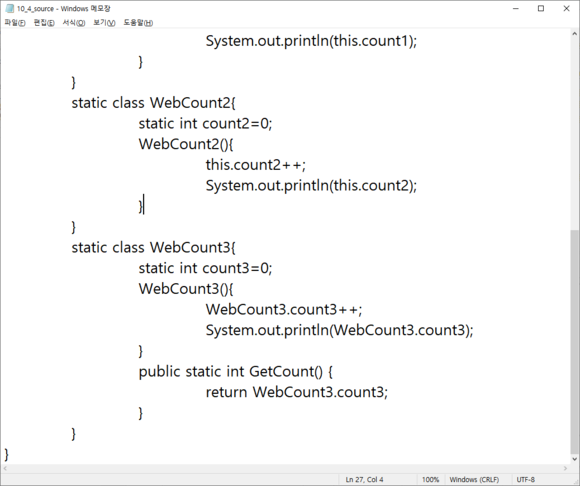 10_4_source - Windows 메모장
파일(F) 편집(E) 서식(O) 보기(V) 도움말(H)
System.out.println(this.count1);
}
}
static class WebCount2{
static int count2=0;
WebCount2(){
this.count2++;
System.out.println(this.count2);
}
}
static class WebCount3{
static int count3=0;
WebCount3(){
WebCount3.count3++;
System.out.println(WebCount3.count3);
}
public static int GetCount() {
return WebCount3.count3;
}
}
}
Ln 27, Col 4 100% Windows (CRLF) UTF-8